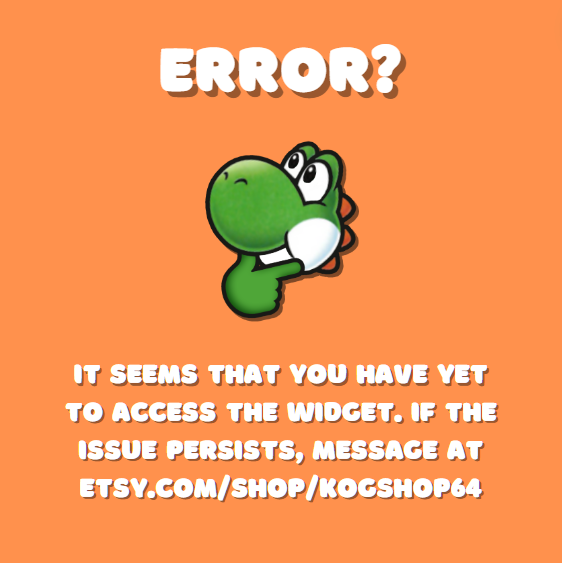 ERROR?
IT SEEMS THAT YOU HAVE YET
TO ACCESS THE WIDGET. IF THE
ISSUE PERSISTS, MESSAGE AT
ETSY.COM/SHOP/KOGSHOP64